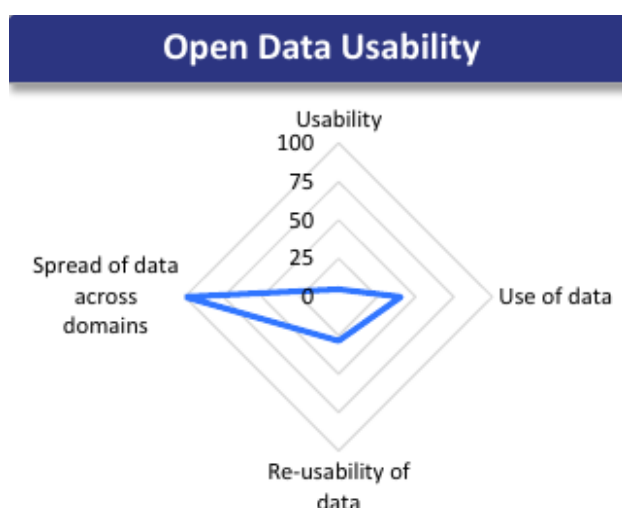 Open Data Usability
Usability
100
75
50
25
0
Spread of data
across
domains
Use of data
Re-usability of
data